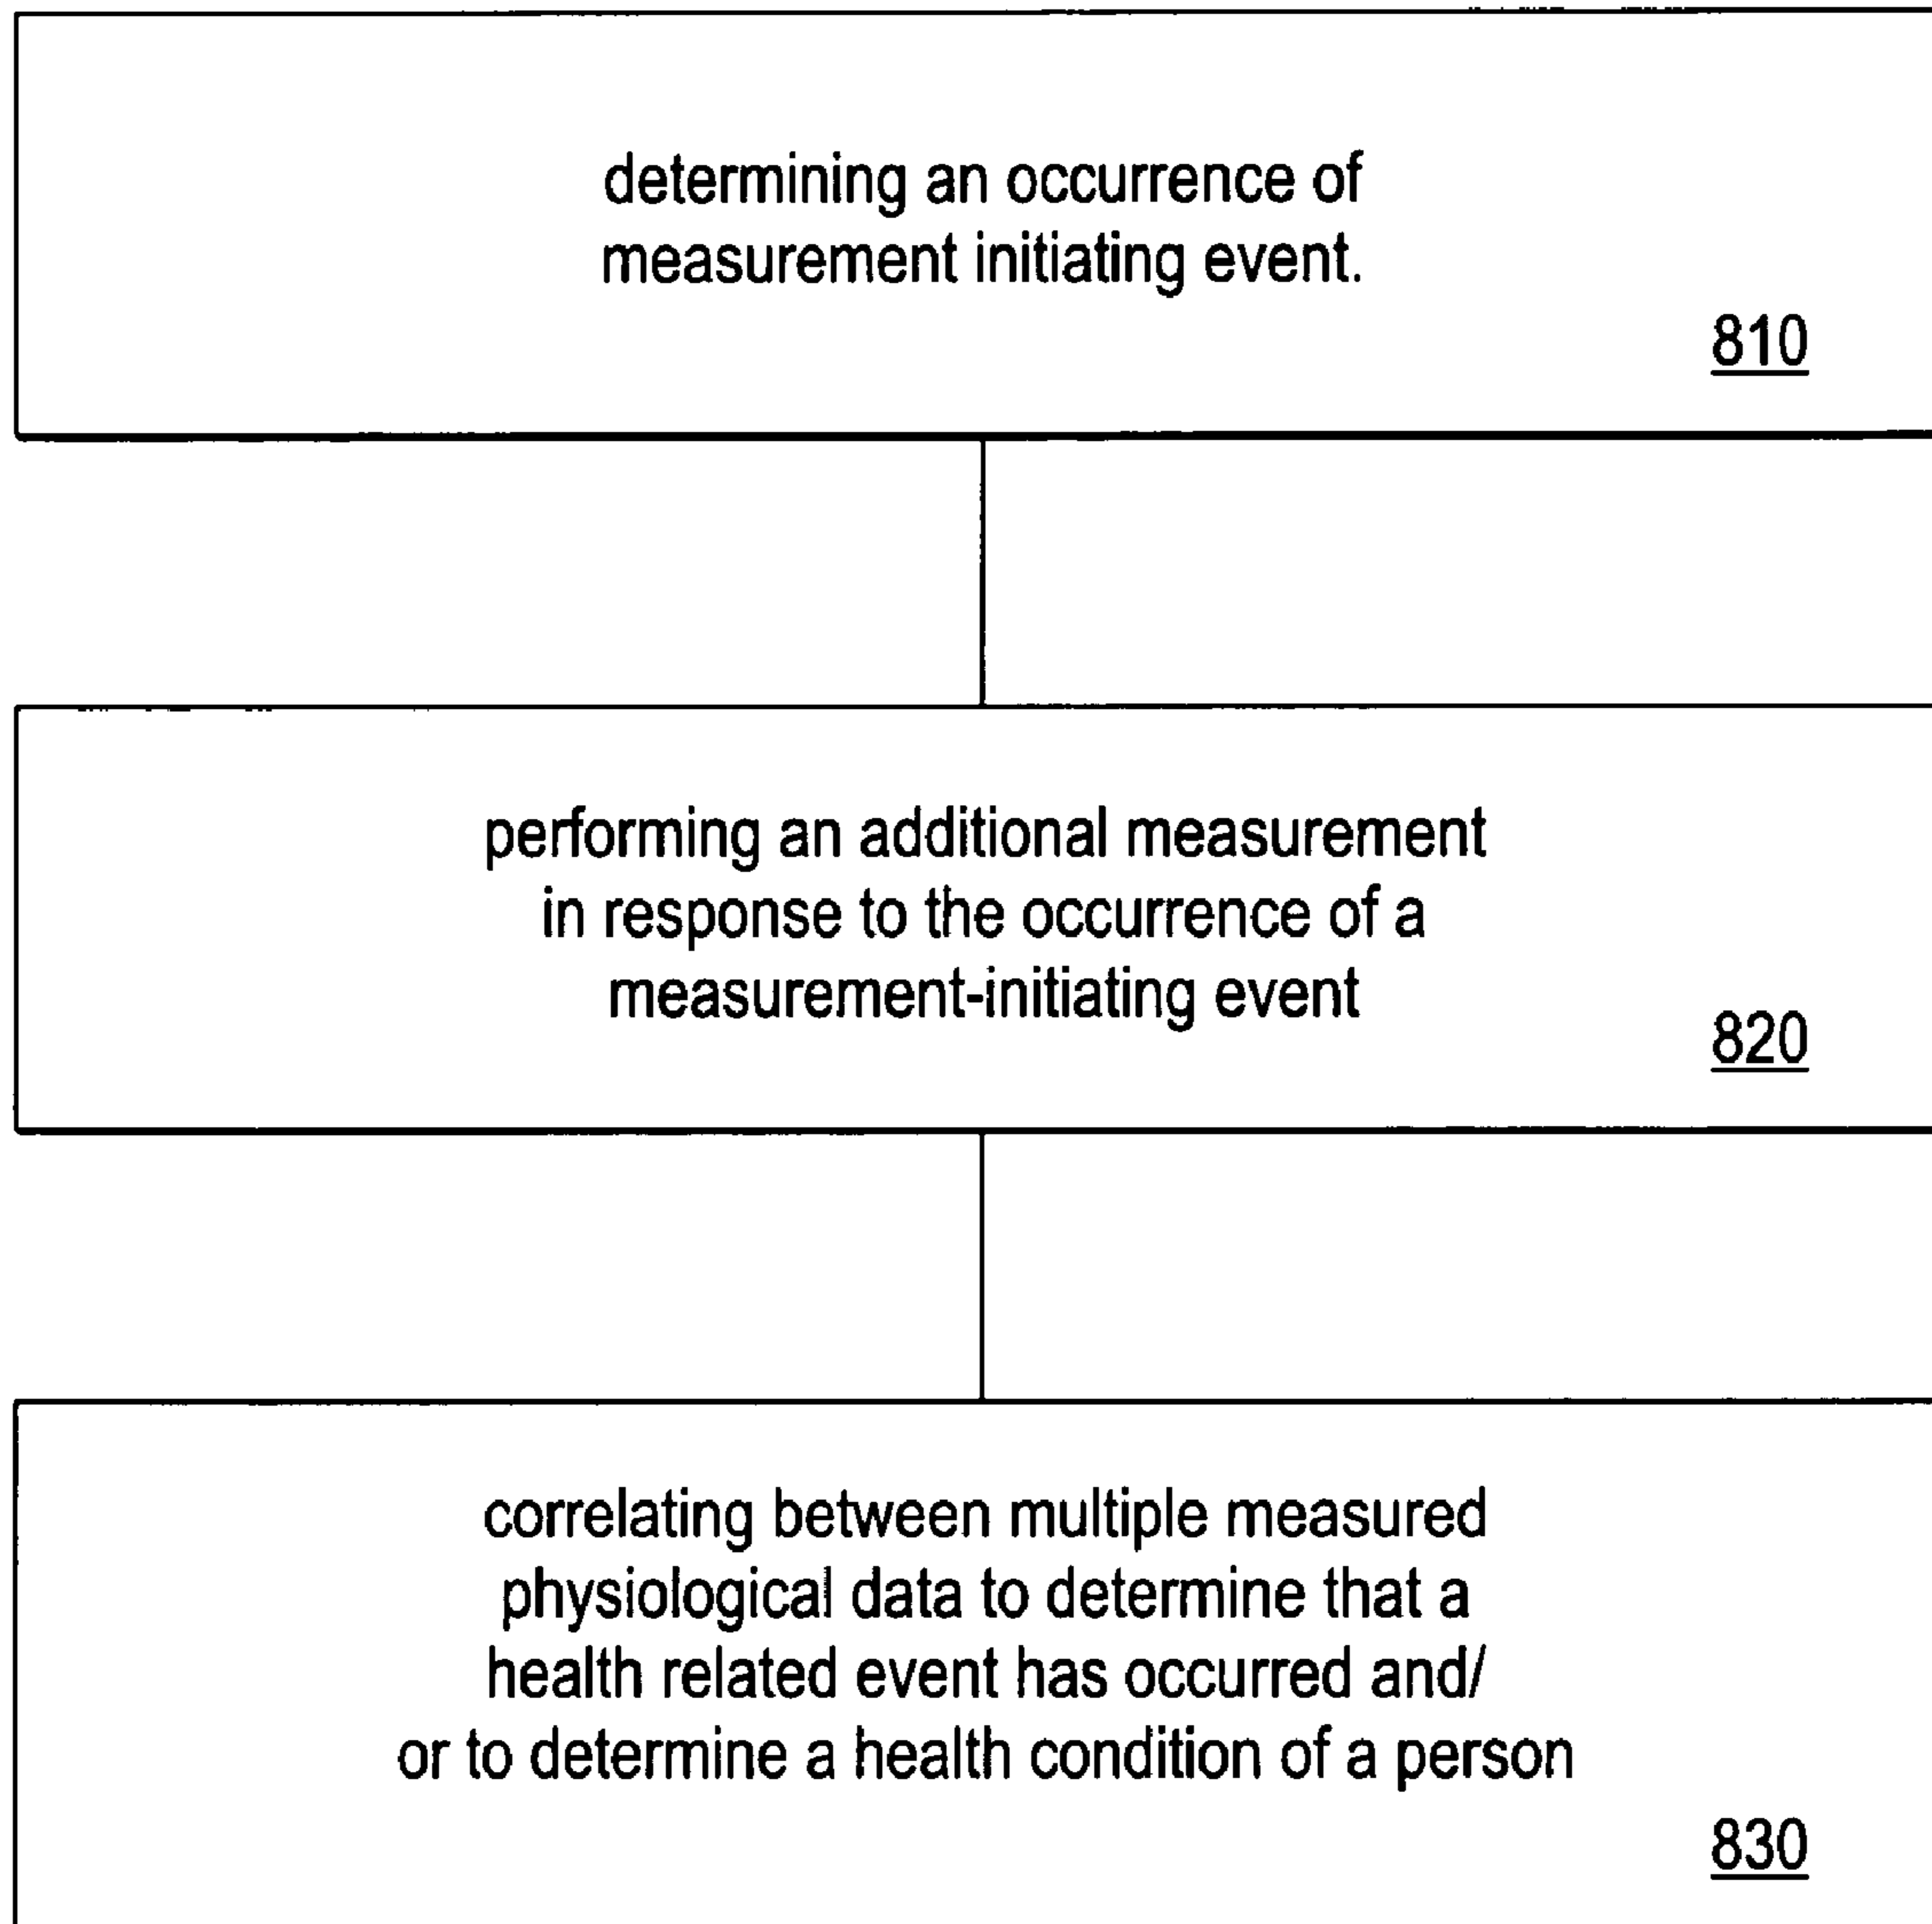 determining an occurrence of
measurement initiating event.
810
performing an additional measurement
in response to the occurrence of a
measurement-initiating event
820
correlating between multiple measured
physiological data to determine that a
health related event has occurred and/
or to determine a health condition of a person
830